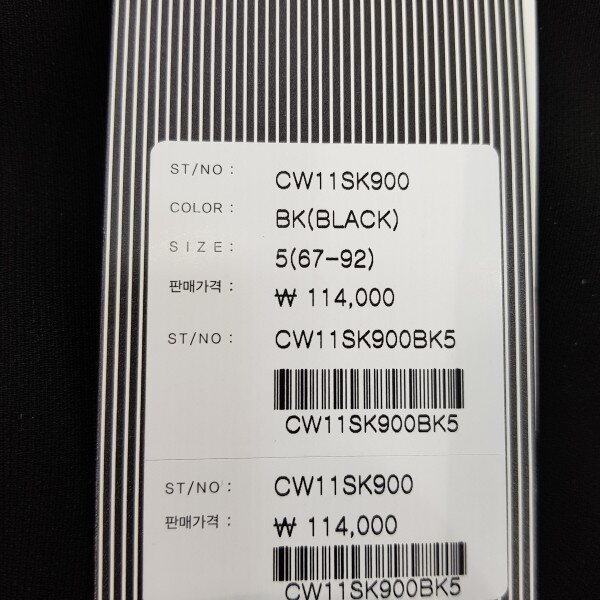 ST/NO : CW11SK900
COLOR : BK(BLACK)
SIZE : 5(67-92)
판매가격 : ₩ 114,000
ST/NO : CW11SK900BK5
CW11SK900BK5
ST/NO : CW11SK900
판매가격 : ₩ 114,000
CW11SK900BK5